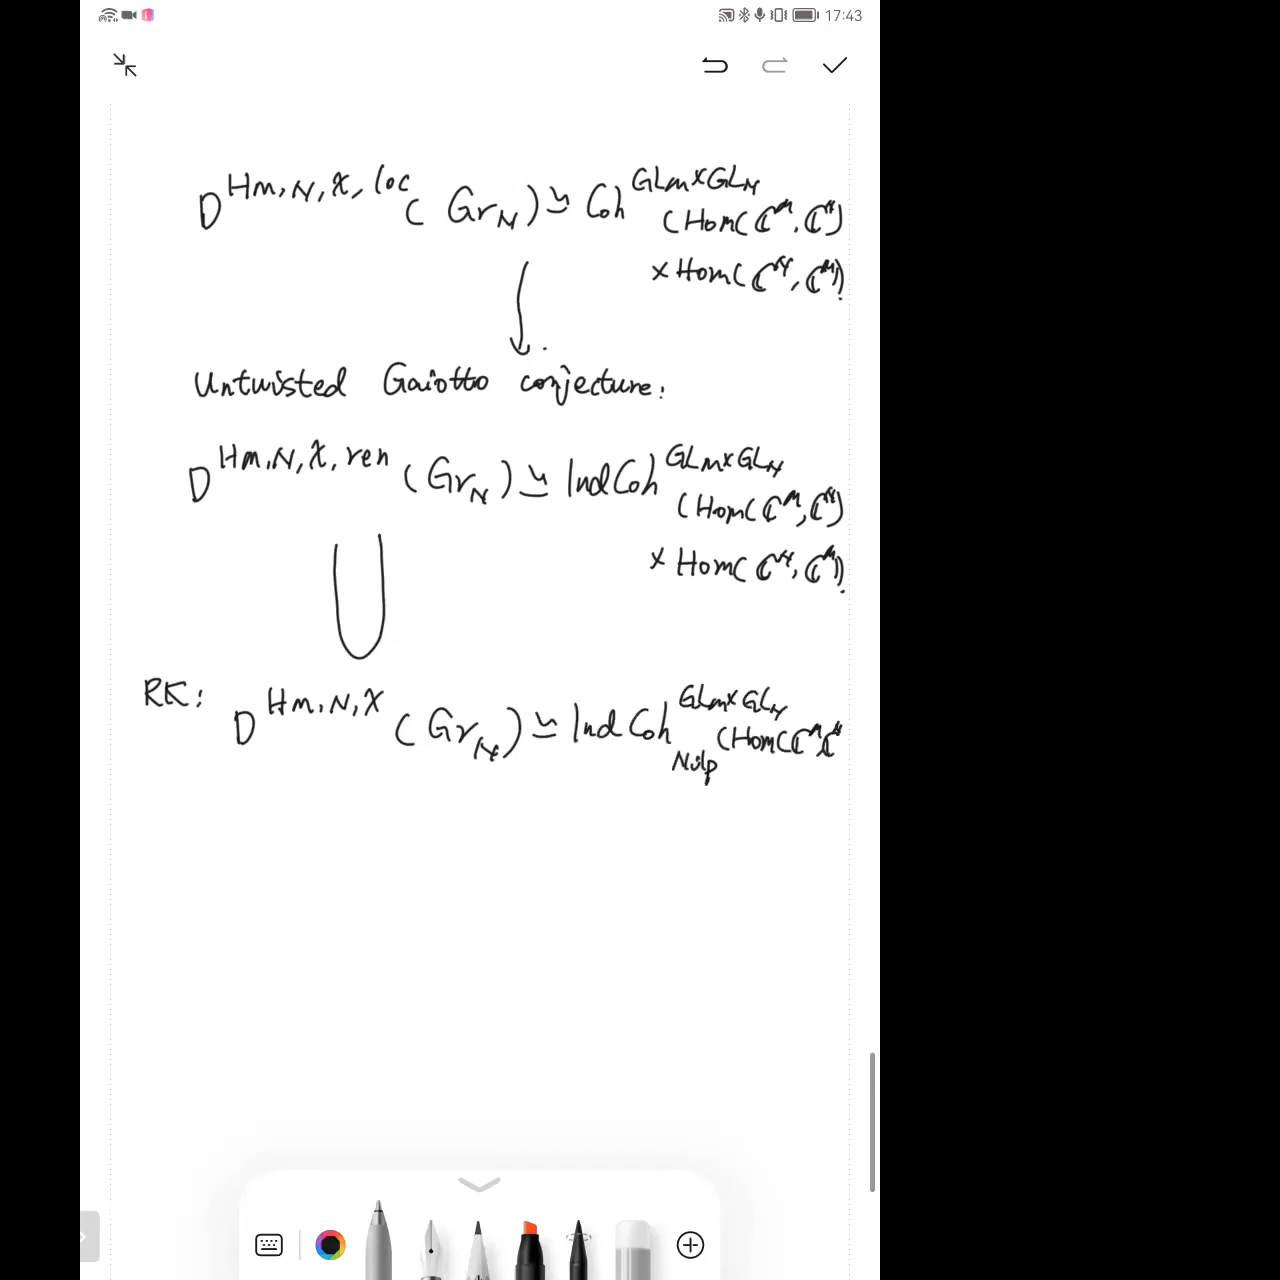 17:43
D^{Hm,N,χ,loc}(Gr_N) ≃ Coh^{GLm×GLN}(Hom(ℂ^M,ℂ^N)
×Hom(ℂ^N,ℂ^M)).
Untwisted Gaiotto conjecture:
D^{Hm,N,χ,ren}(Gr_N) ≃ IndCoh^{GLm×GLN}(Hom(ℂ^M,ℂ^N)
×Hom(ℂ^N,ℂ^M)).
RK: D^{Hm,N,χ}(Gr_N) ≃ IndCoh_{Nilp}^{GLm×GLN}(Hom(ℂ^M,ℂ^N